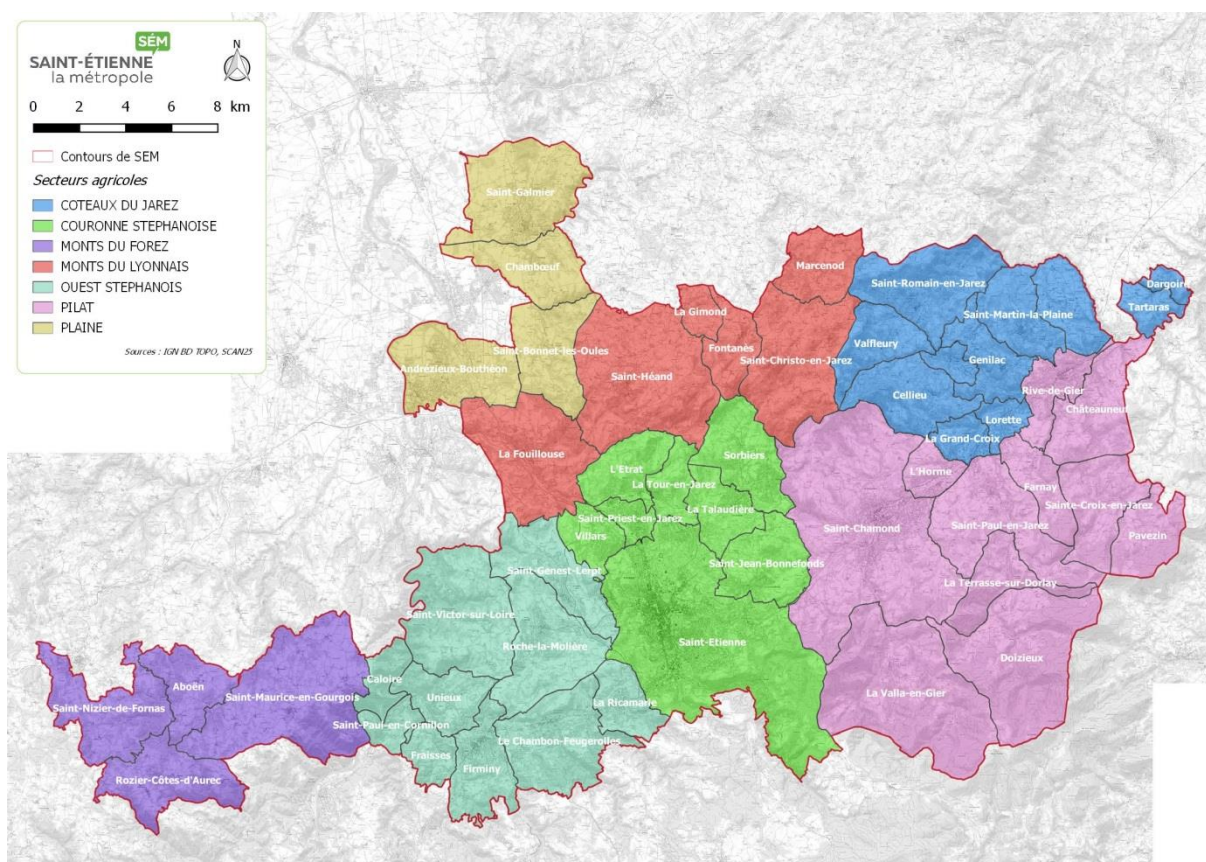 SÉM
SAINT-ÉTIENNE
la métropole
N
0 2 4 6 8 km
Contours de SEM
Secteurs agricoles
COTEAUX DU JAREZ
COURONNE STEPHANOISE
MONTS DU FOREZ
MONTS DU LYONNAIS
OUEST STEPHANOIS
PILAT
PLAINE
Sources : IGN BD TOPO, SCAN25
Saint-Galmier
Chambœuf
Marcenod
Saint-Romain-en-Jarez
Dargoire
Tartaras
La Gimond
Saint-Martin-la-Plaine
Fontanès
Valfleury
Saint-Bonnet-les-Oules
Saint-Christo-en-Jarez
Genilac
Andrézieux-Bouthéon
Saint-Héand
Rive-de-Gier
Cellieu
Châteauneuf
Lorette
La Grand-Croix
La Fouillouse
Sorbiers
L'Etrat
L'Horme
La Tour-en-Jarez
Farnay
Sainte-Croix-en-Jarez
La Talaudière
Saint-Priest-en-Jarez
Saint-Chamond
Saint-Paul-en-Jarez
Villars
Pavezin
Saint-Genest-Lerpt
Saint-Jean-Bonnefonds
La Terrasse-sur-Dorlay
Saint-Victor-sur-Loire
Saint-Etienne
Roche-la-Molière
Doizieux
Caloire
Aboën
Saint-Maurice-en-Gourgois
Unieux
La Valla-en-Gier
La Ricamarie
Saint-Nizier-de-Fornas
Saint-Paul-en-Cornillon
Le Chambon-Feugerolles
Fraisses
Firminy
Rozier-Côtes-d'Aurec